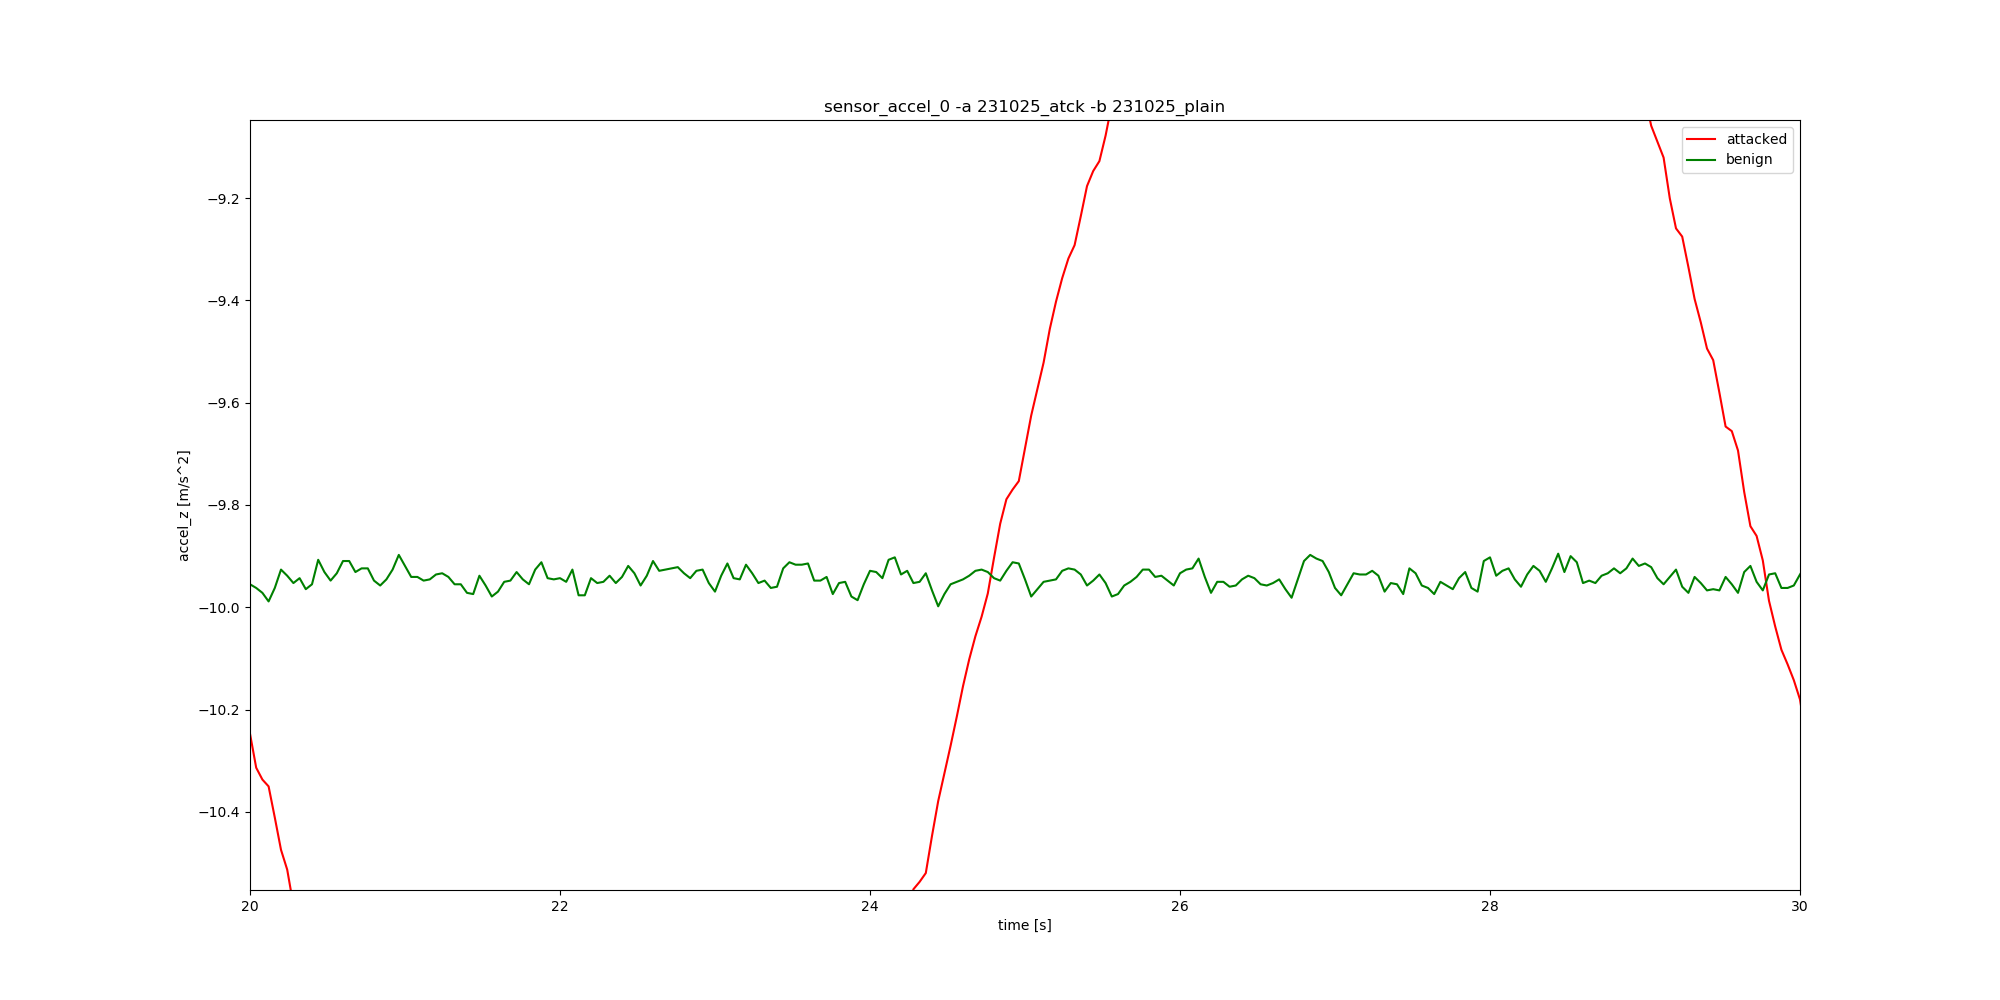 sensor_accel_0 -a 231025_atck -b 231025_plain
attacked
benign
−9.2
−9.4
−9.6
−9.8
−10.0
−10.2
−10.4
accel_z [m/s^2]
20
22
24
26
28
30
time [s]